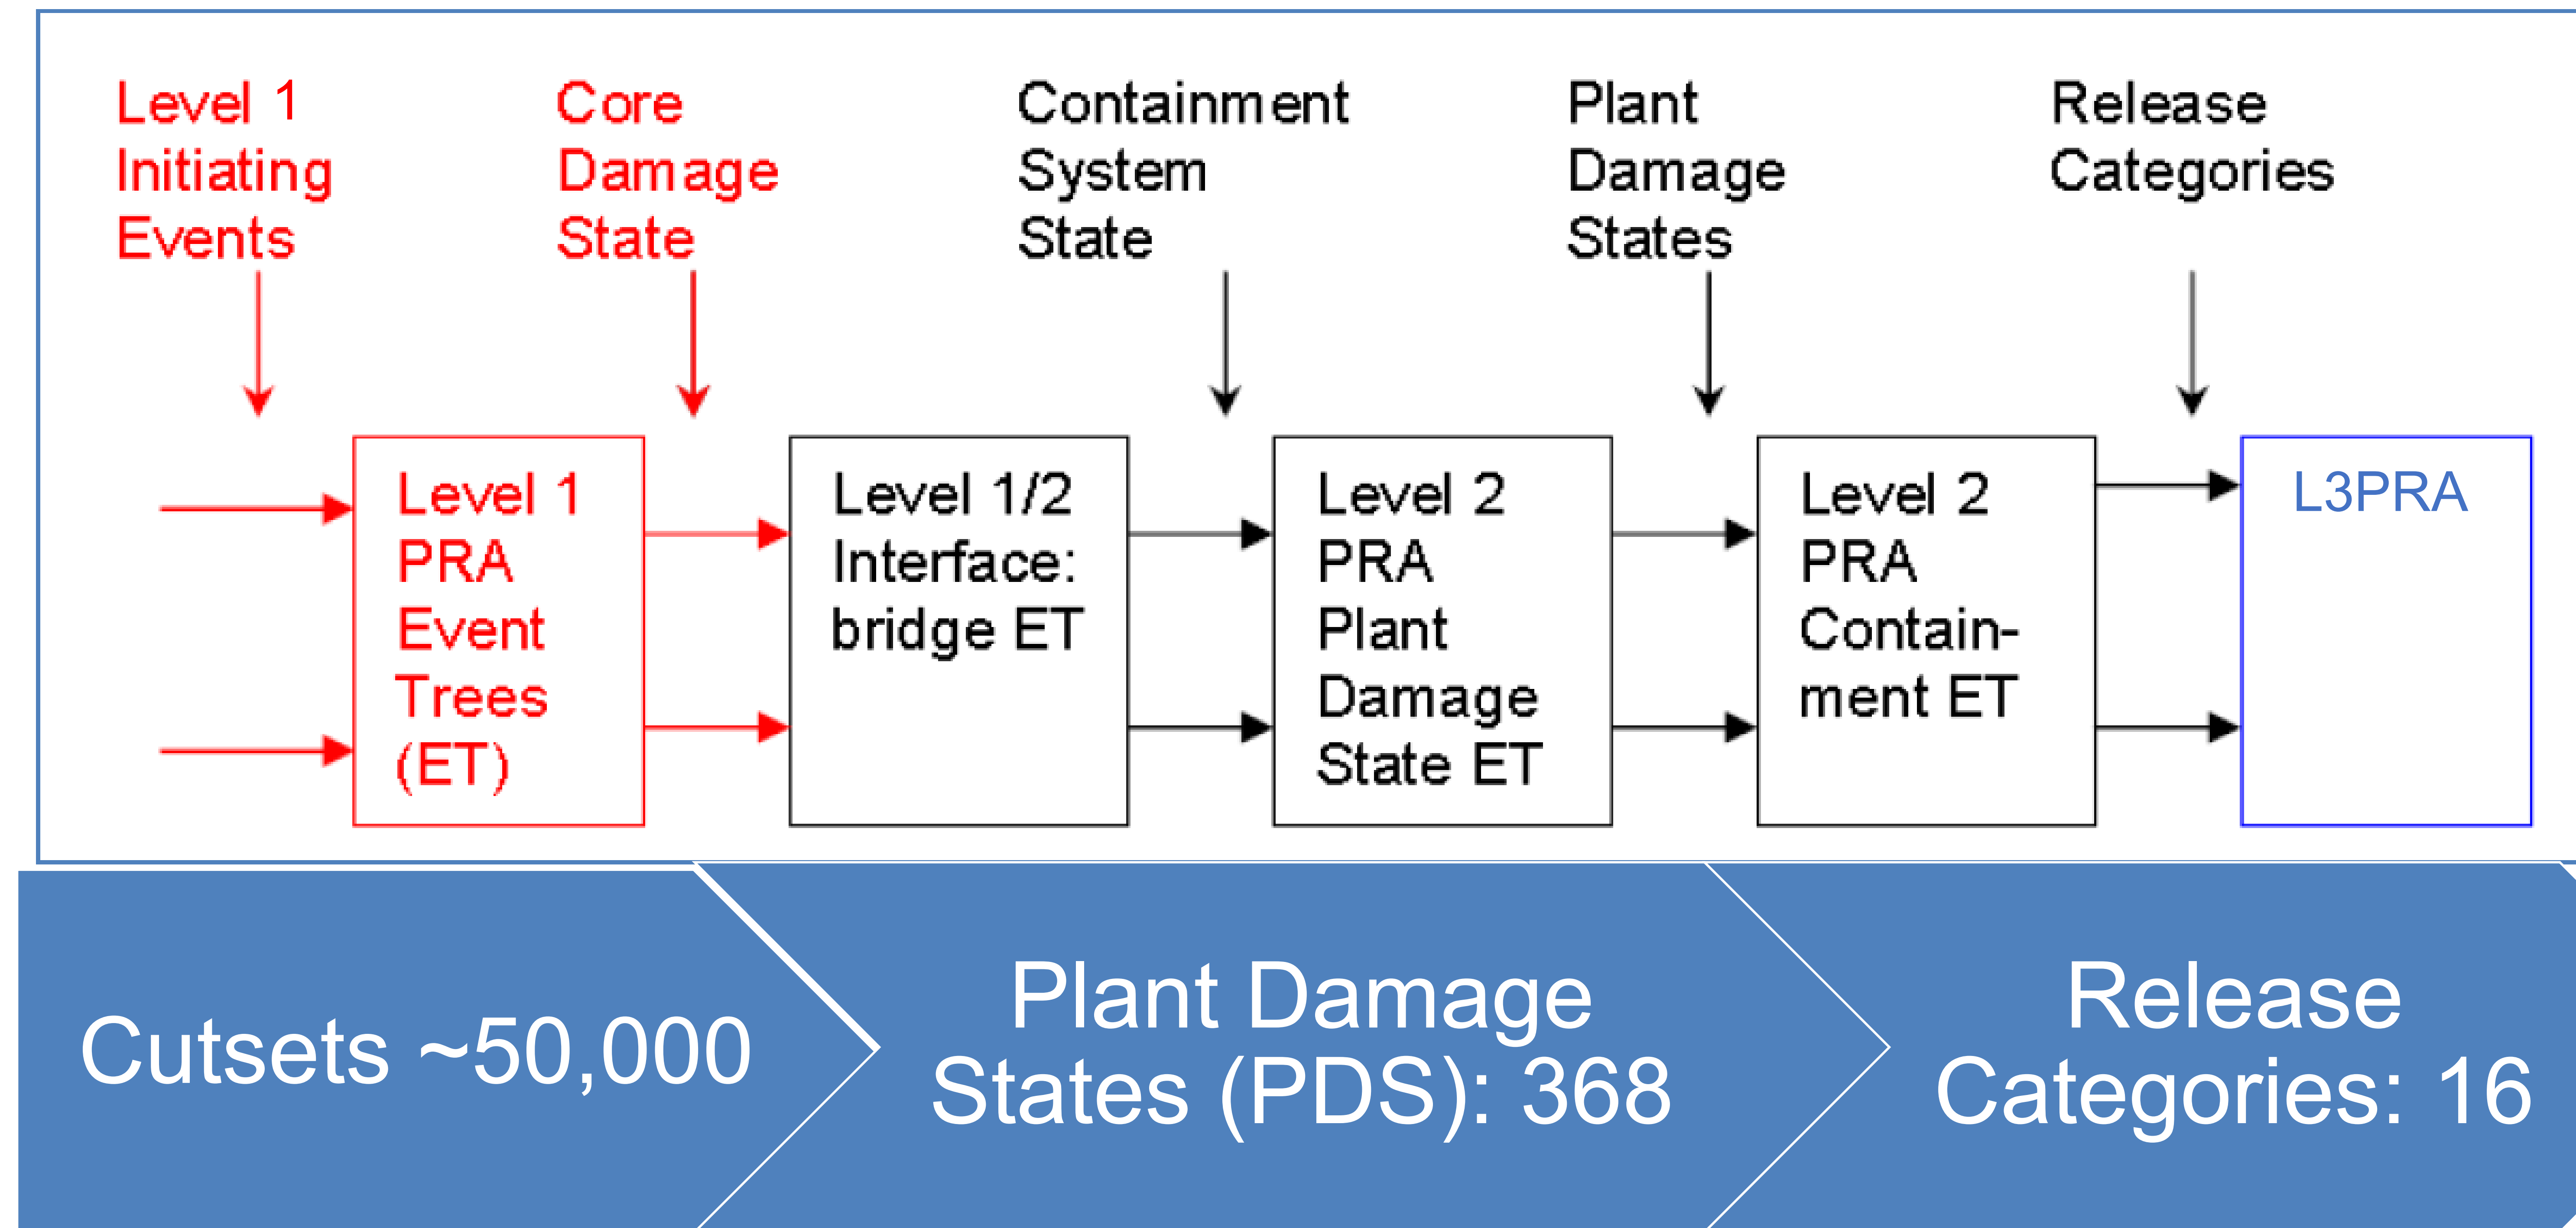 Level 1
Initiating
Events
Core
Damage
State
Containment
System
State
Plant
Damage
States
Release
Categories
Level 1
PRA
Event
Trees
(ET)
Level 1/2
Interface:
bridge ET
Level 2
PRA
Plant
Damage
State ET
Level 2
PRA
Contain-
ment ET
L3PRA
Cutsets ~50,000
Plant Damage
States (PDS): 368
Release
Categories: 16